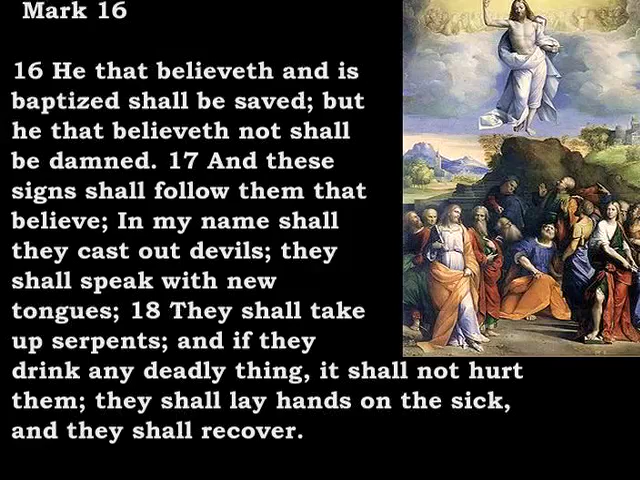 Mark 16
16 He that believeth and is
baptized shall be saved; but
he that believeth not shall
be damned. 17 And these
signs shall follow them that
believe; In my name shall
they cast out devils; they
shall speak with new
tongues; 18 They shall take
up serpents; and if they
drink any deadly thing, it shall not hurt
them; they shall lay hands on the sick,
and they shall recover.